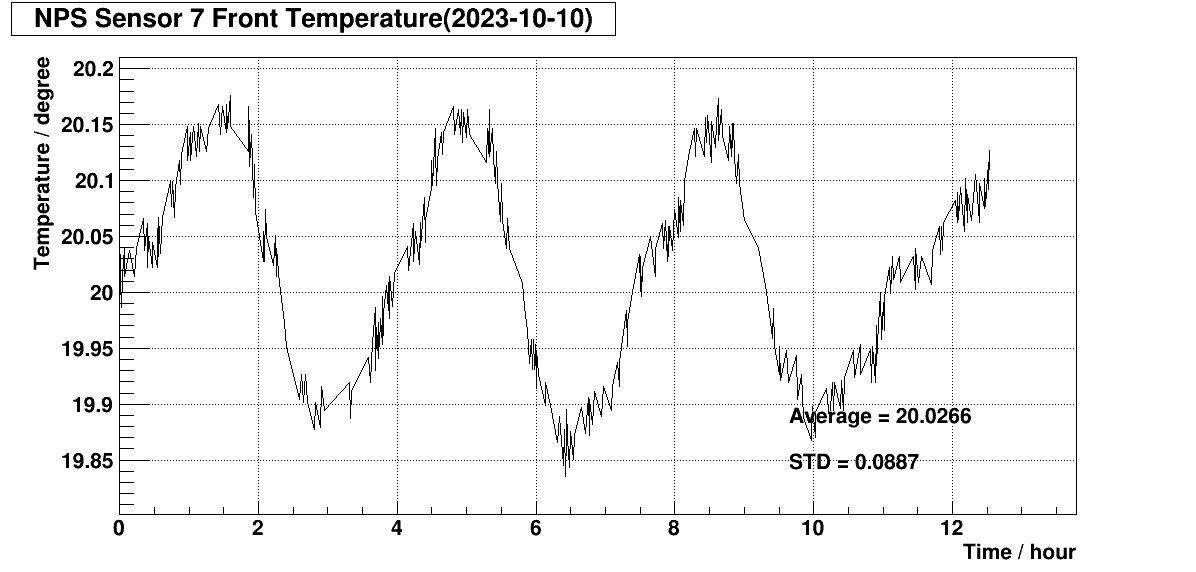 NPS Sensor 7 Front Temperature(2023-10-10)
Temperature / degree
20.2
20.15
20.1
20.05
20
19.95
19.9
19.85
Average = 20.0266
STD = 0.0887
0 2 4 6 8 10 12
Time / hour